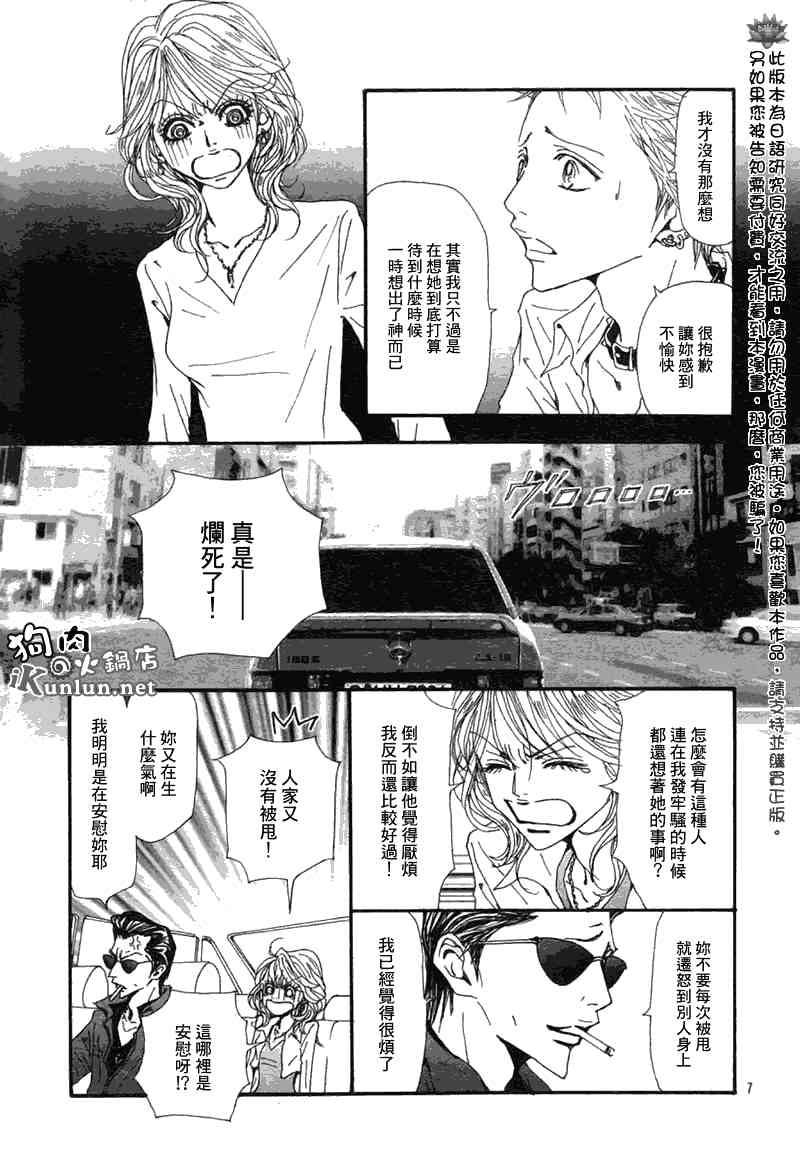 此版本為日語研究同好交流之用，請勿用於任何商業用途。如果您喜歡本作品，請支持並購買正版。
另如果您被告知需要付費，才能看到本漫畫，那麼，您被騙了！
我才沒有那麼想
很抱歉
讓妳感到
不愉快
其實我只不過是
在想她到底打算
待到什麼時候
一時想出了神而已
ヴロロロロ…
真是──
爛死了！
狗肉の火鍋店
iKunlun.net
怎麼會有這種人
連在我發牢騷的時候
都還想著她的事啊？
倒不如讓他覺得厭煩
我反而還比較好過！
人家又
沒有被甩！
妳又在生
什麼氣啊
我明明是在安慰妳耶
這哪裡是
安慰呀!?
妳不要每次被甩
就遷怒到別人身上
我已經覺得很煩了
7